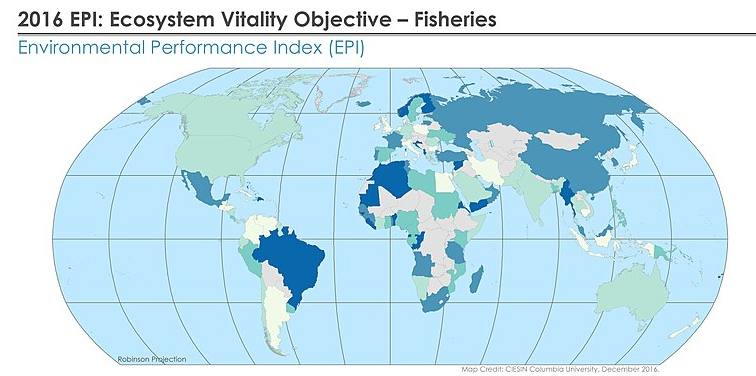 2016 EPI: Ecosystem Vitality Objective – Fisheries
Environmental Performance Index (EPI)
Robinson Projection
Map Credit: CIESIN Columbia University, December 2016.